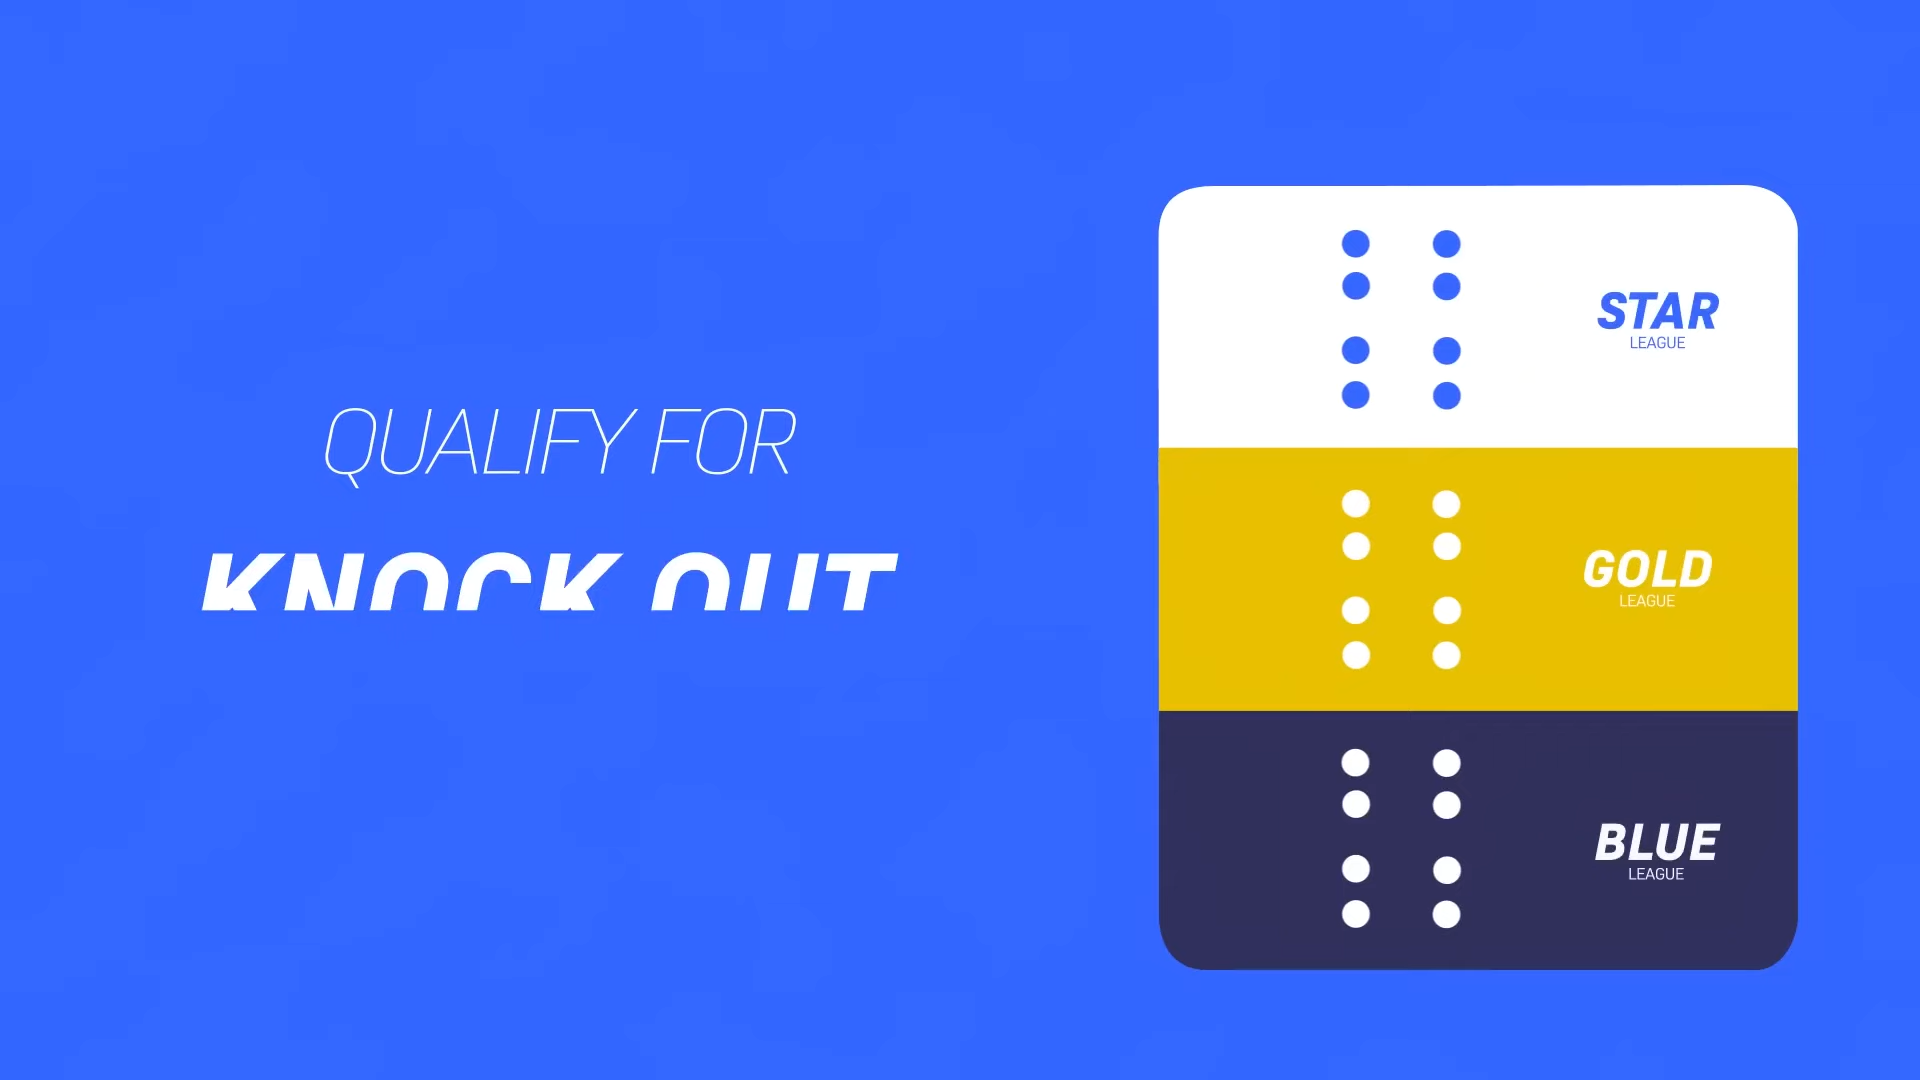 QUALIFY FOR
KNOCK OUT
STAR
LEAGUE
GOLD
LEAGUE
BLUE
LEAGUE